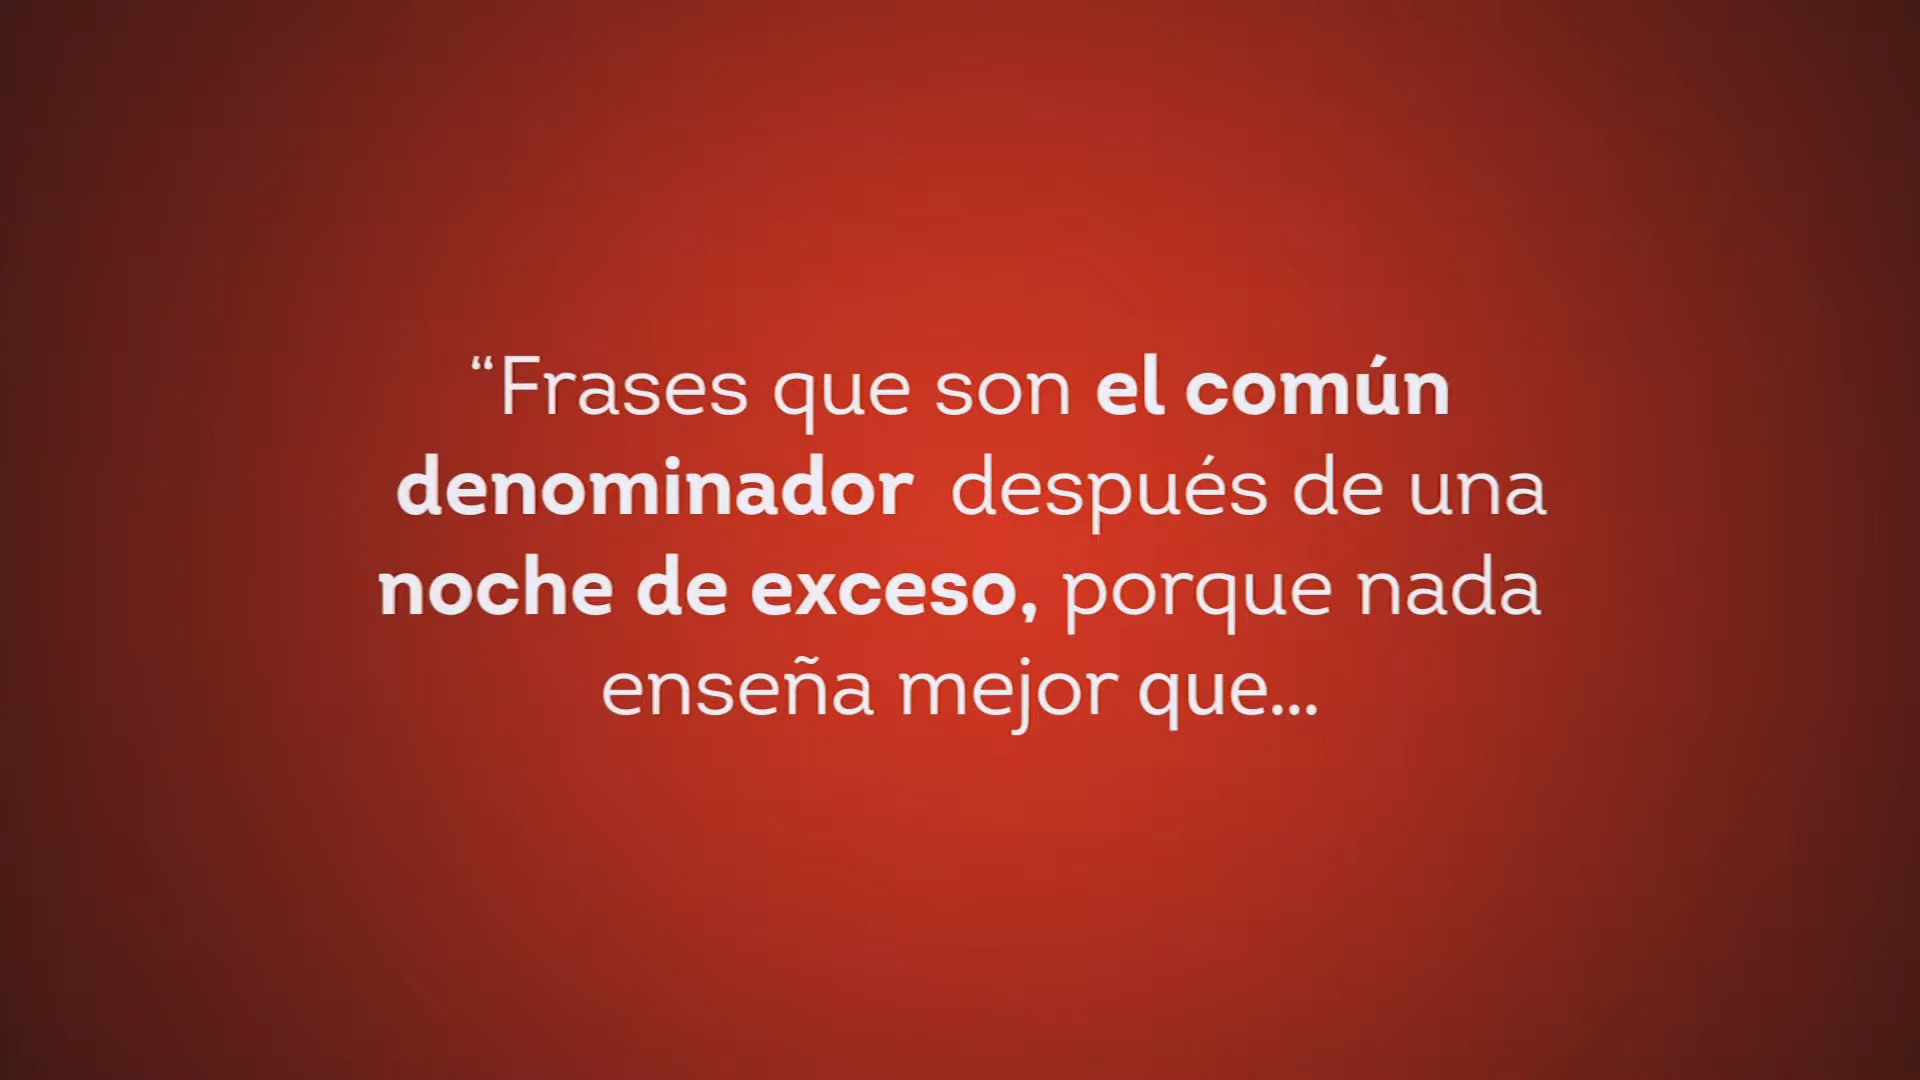 “Frases que son el común
denominador después de una
noche de exceso, porque nada
enseña mejor que...